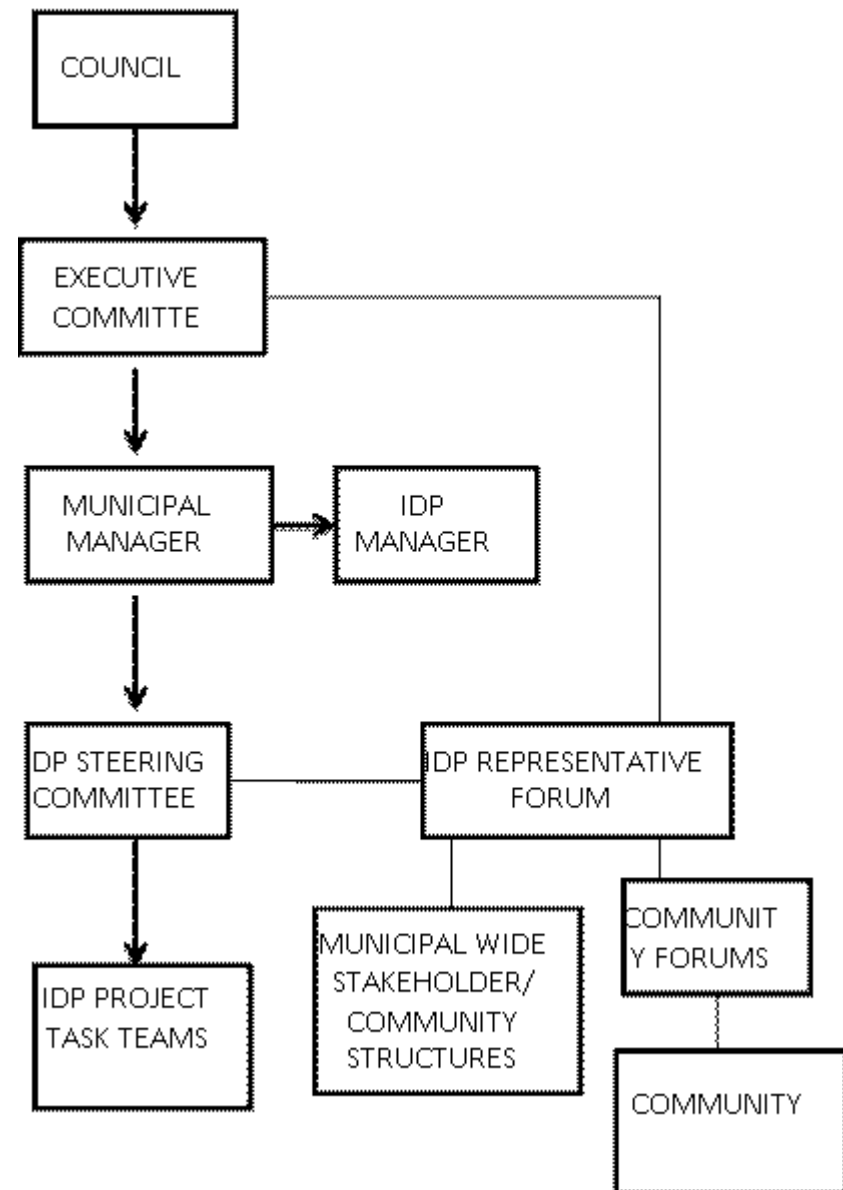 COUNCIL
EXECUTIVE
COMMITTE
MUNICIPAL
MANAGER
IDP
MANAGER
DP STEERING
COMMITTEE
IDP REPRESENTATIVE
FORUM
MUNICIPAL WIDE
STAKEHOLDER/
COMMUNITY
STRUCTURES
COMMUNIT
Y FORUMS
IDP PROJECT
TASK TEAMS
COMMUNITY